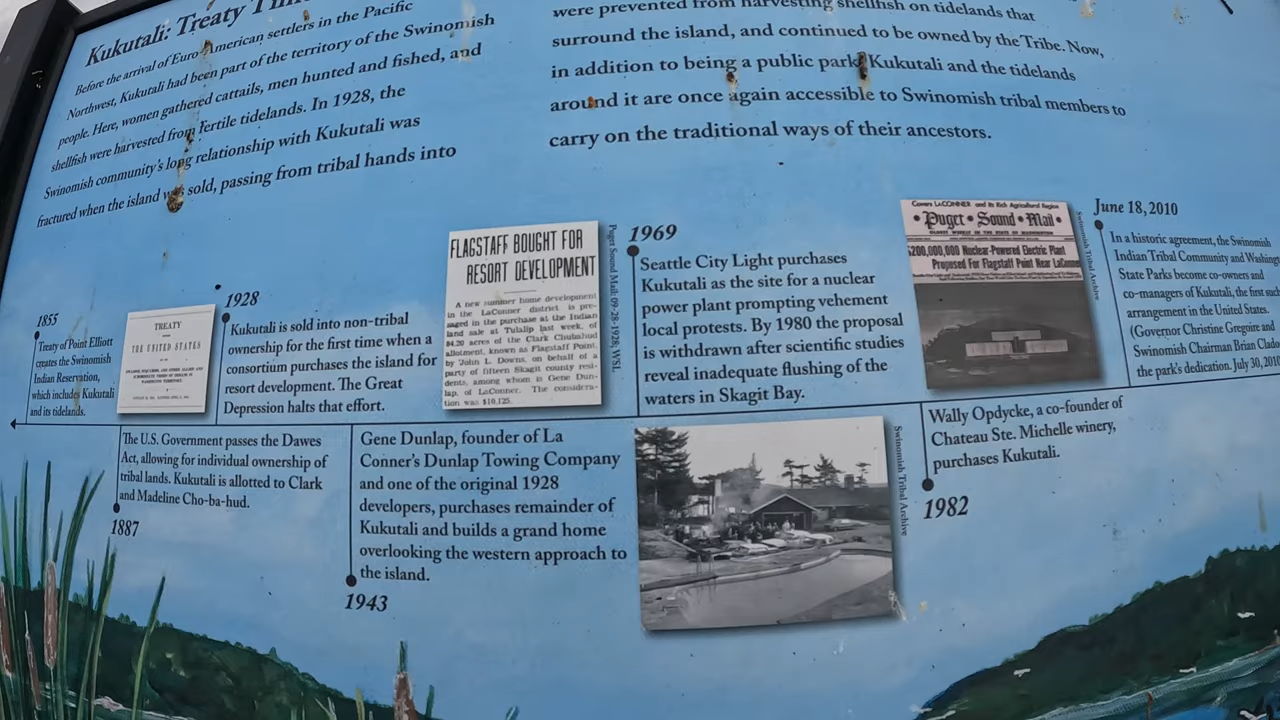 Kukutali: Treaty
Before the arrival of Euro-American settlers in the Pacific
Northwest, Kukutali had been part of the territory of the Swinomish
people. Here, women gathered cattails, men hunted and fished, and
shellfish were harvested from fertile tidelands. In 1928, the
Swinomish community's long relationship with Kukutali was
fractured when the island was sold, passing from tribal hands into
were prevented from harvesting shellfish on tidelands that
surround the island, and continued to be owned by the Tribe. Now,
in addition to being a public park, Kukutali and the tidelands
around it are once again accessible to Swinomish tribal members to
carry on the traditional ways of their ancestors.
1855
Treaty of Point Elliott
creates the Swinomish
Indian Reservation,
which includes Kukutali
and its tidelands.
TREATY
THE UNITED STATES
1928
Kukutali is sold into non-tribal
ownership for the first time when a
consortium purchases the island for
resort development. The Great
Depression halts that effort.
FLAGSTAFF BOUGHT FOR
RESORT DEVELOPMENT
A new summer home development
in the LaConner district is pre-
saged in the purchase at the Indian
land sale at Tulalip last week, of
84.20 acres of the Clark Chubahud
allotment, known as Flagstaff Point,
by John L. Downs, on behalf of a
party of fifteen Skagit county resi-
dents, among whom is Gene Dun-
lap, of LaConner. The considera-
tion was $10,125.
Puget Sound Mail: 09-28-1928; WSL
1969
Seattle City Light purchases
Kukutali as the site for a nuclear
power plant prompting vehement
local protests. By 1980 the proposal
is withdrawn after scientific studies
reveal inadequate flushing of the
waters in Skagit Bay.
Covers LaCONNER and its Rich Agricultural Region
Puget Sound Mail
OLDEST WEEKLY IN THE STATE OF WASHINGTON
$200,000,000 Nuclear-Powered Electric Plant
Proposed For Flagstaff Point Near LaConner
Swinomish Tribal Archive
June 18, 2010
In a historic agreement, the Swinomish
Indian Tribal Community and Washing
State Parks become co-owners and
co-managers of Kukutali, the first such
arrangement in the United States.
(Governor Christine Gregoire and
Swinomish Chairman Brian Clado
the park's dedication. July 30, 2010
The U.S. Government passes the Dawes
Act, allowing for individual ownership of
tribal lands. Kukutali is allotted to Clark
and Madeline Cho-ba-hud.
1887
Gene Dunlap, founder of La
Conner's Dunlap Towing Company
and one of the original 1928
developers, purchases remainder of
Kukutali and builds a grand home
overlooking the western approach to
the island.
1943
Swinomish Tribal Archive
Wally Opdycke, a co-founder of
Chateau Ste. Michelle winery,
purchases Kukutali.
1982